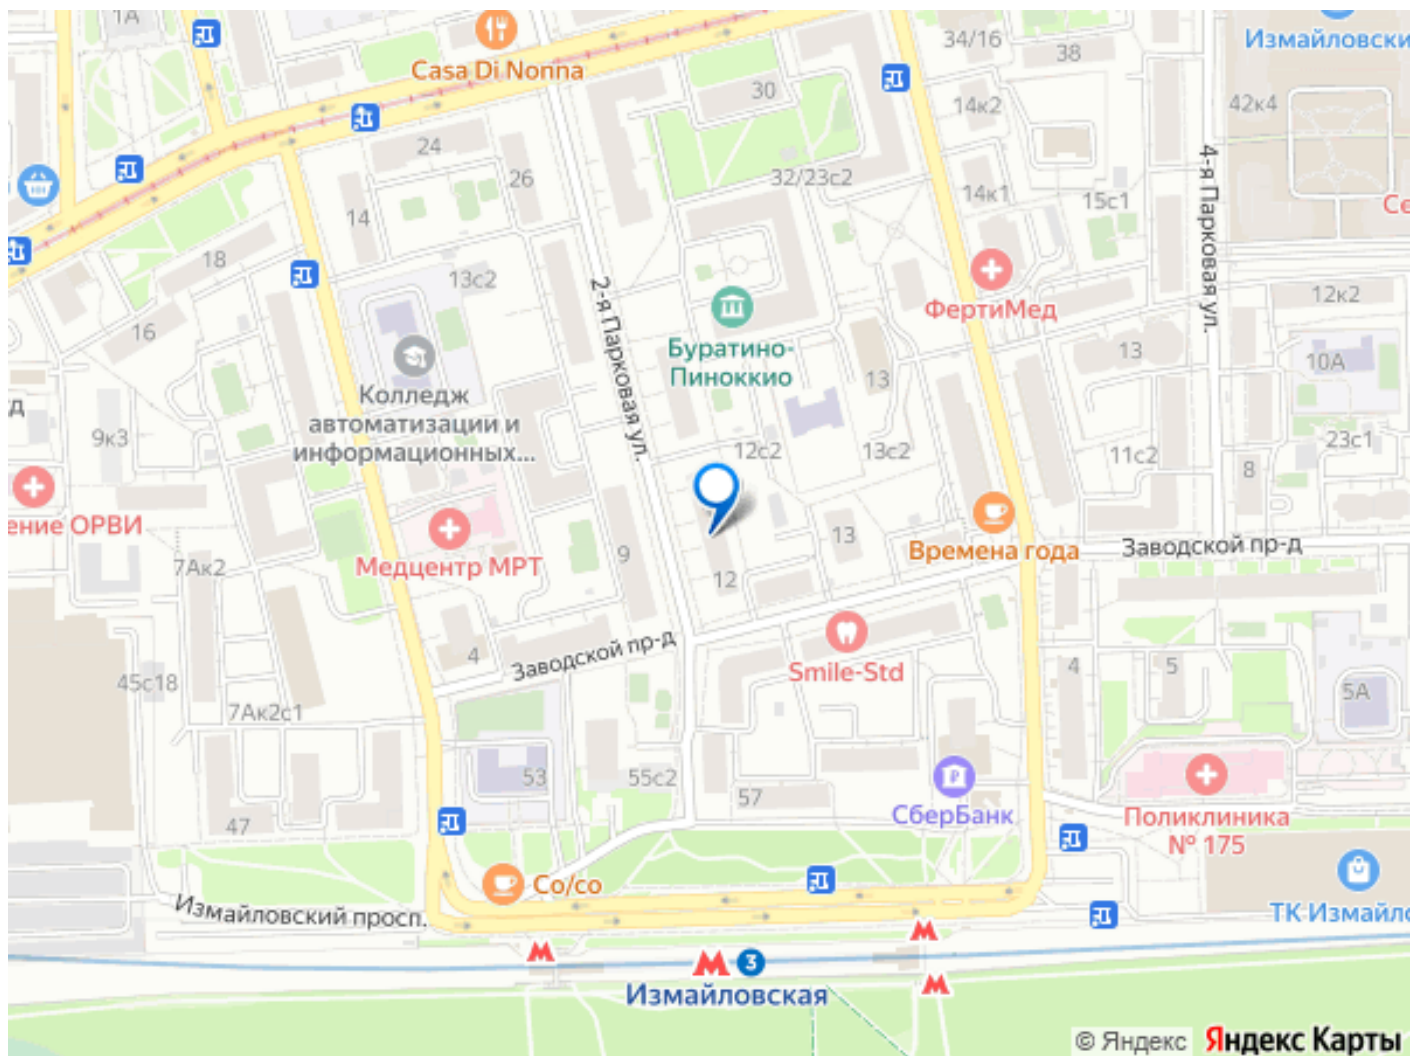 1А
Casa Di Nonna
34/16
38
Измайловски
30
14к2
42к4
24
26
32/23с2
14к1
15с1
4-я Парковая ул.
Се
14
18
13с2
2-я Парковая ул.
ФертиМед
12к2
16
Буратино-
Пиноккио
13
10А
Колледж
автоматизации и
информационных...
13
д
9к3
12с2
13с2
11с2
23с1
8
ение ОРВИ
Медцентр МРТ
7Ак2
9
12
13
Времена года
Заводской пр-д
4
Заводской пр-д
Smile-Std
4
5
5А
45с18
7Ак2с1
53
55с2
57
СберБанк
Поликлиника
№ 175
47
Co/co
Измайловский просп.
ТК Измайло
М
М
М 3
М
Измайловская
© Яндекс Яндекс Карты